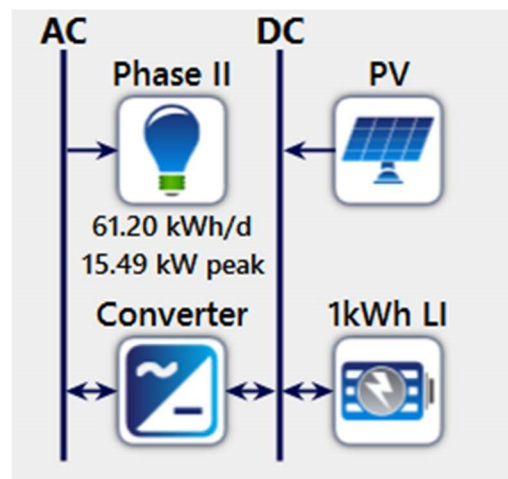 AC
DC
Phase II
PV
61.20 kWh/d
15.49 kW peak
Converter
1kWh LI